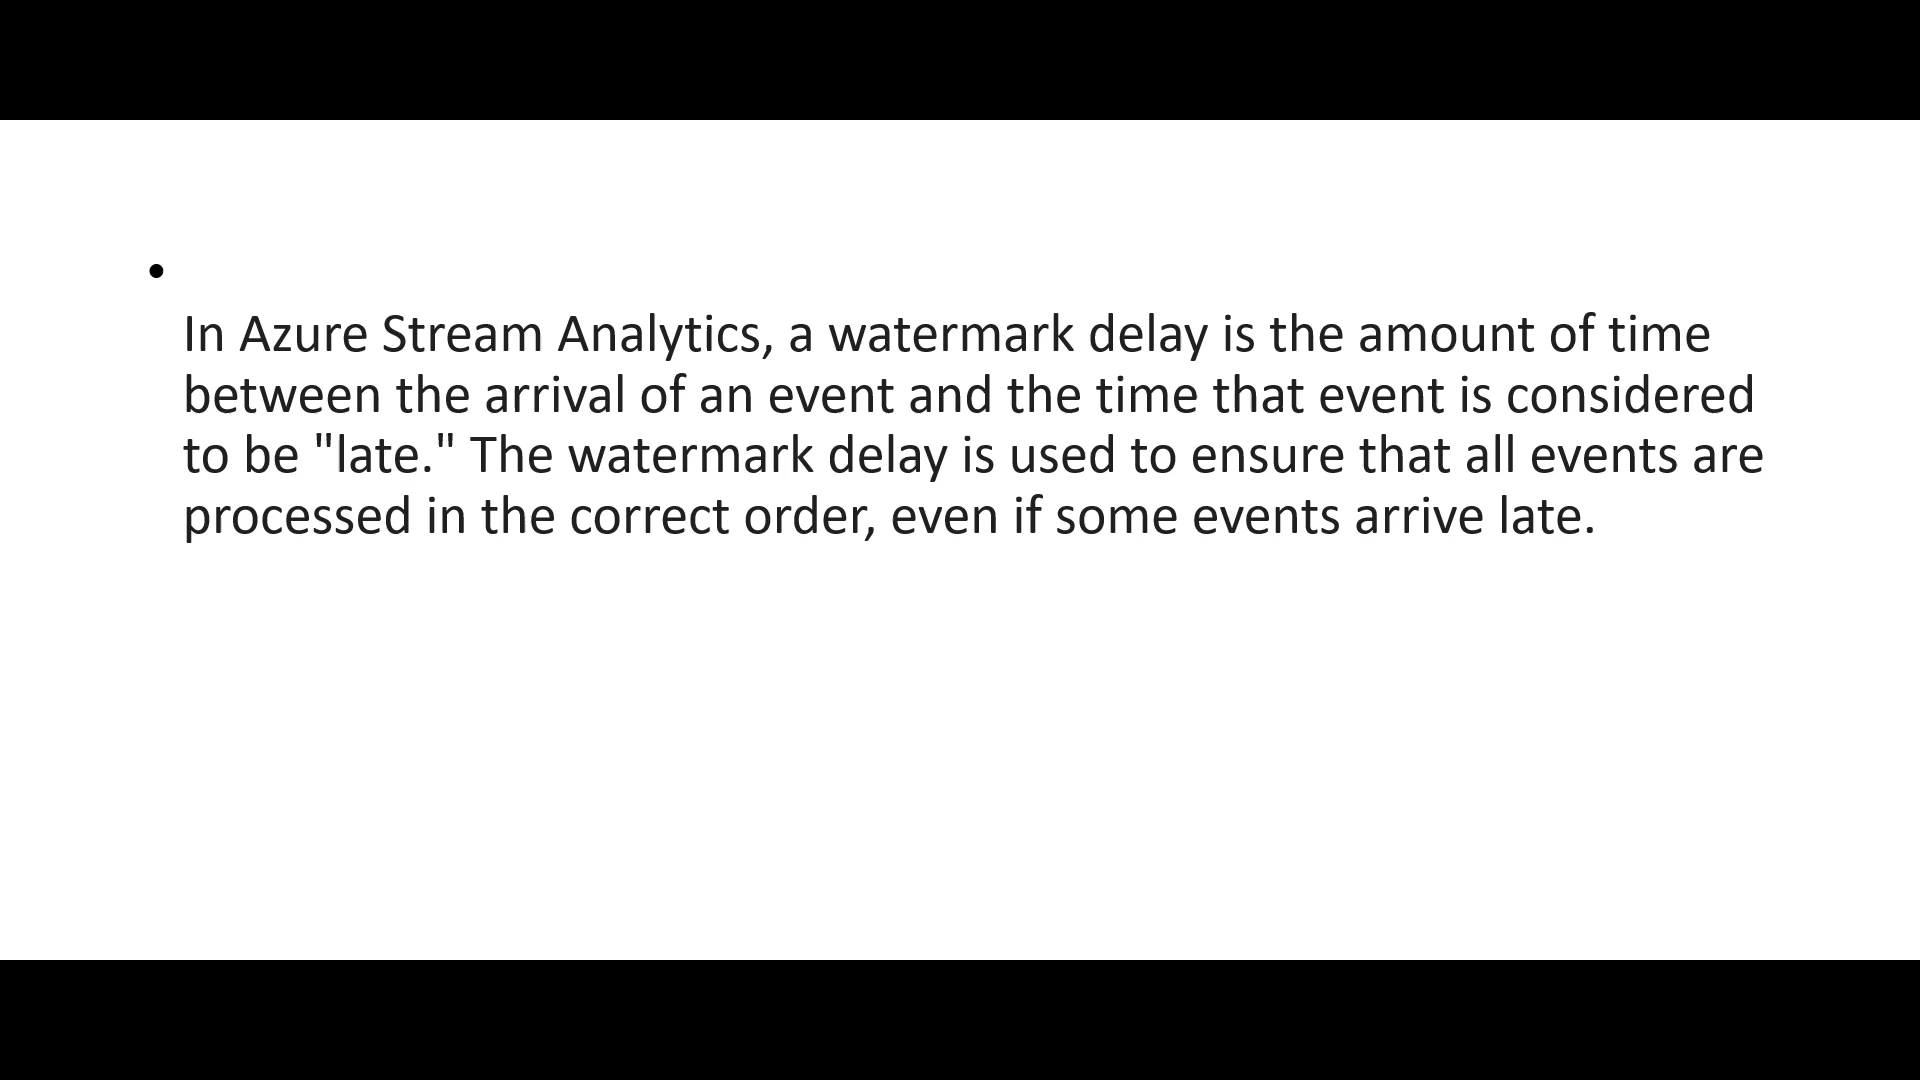 •
In Azure Stream Analytics, a watermark delay is the amount of time
between the arrival of an event and the time that event is considered
to be "late." The watermark delay is used to ensure that all events are
processed in the correct order, even if some events arrive late.